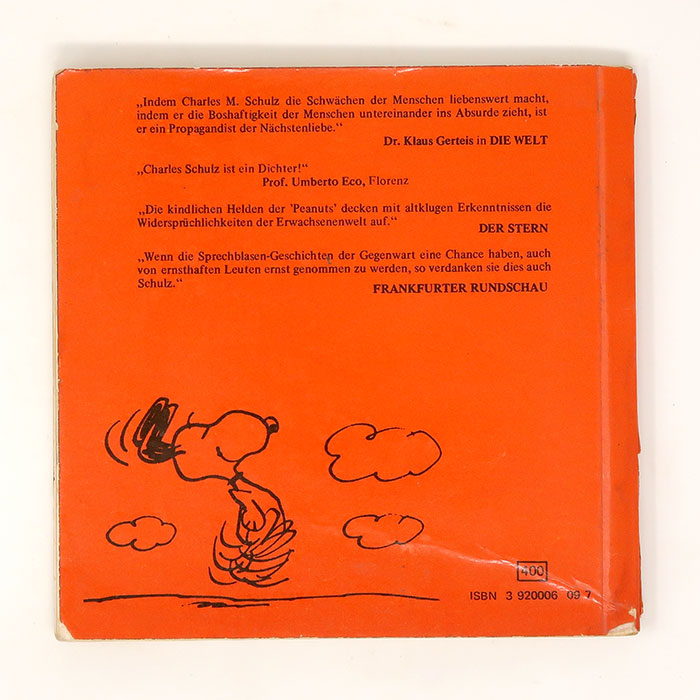 „Indem Charles M. Schulz die Schwächen der Menschen liebenswert macht,
indem er die Boshaftigkeit der Menschen untereinander ins Absurde zieht, ist
er ein Propagandist der Nächstenliebe.“
Dr. Klaus Gerteis in DIE WELT
„Charles Schulz ist ein Dichter!“
Prof. Umberto Eco, Florenz
„Die kindlichen Helden der 'Peanuts' decken mit altklugen Erkenntnissen die
Widersprüchlichkeiten der Erwachsenenwelt auf.“
DER STERN
„Wenn die Sprechblasen-Geschichten der Gegenwart eine Chance haben, auch
von ernsthaften Leuten ernst genommen zu werden, so verdanken sie dies auch
Schulz.“
FRANKFURTER RUNDSCHAU
400
ISBN 3 920006 09 7